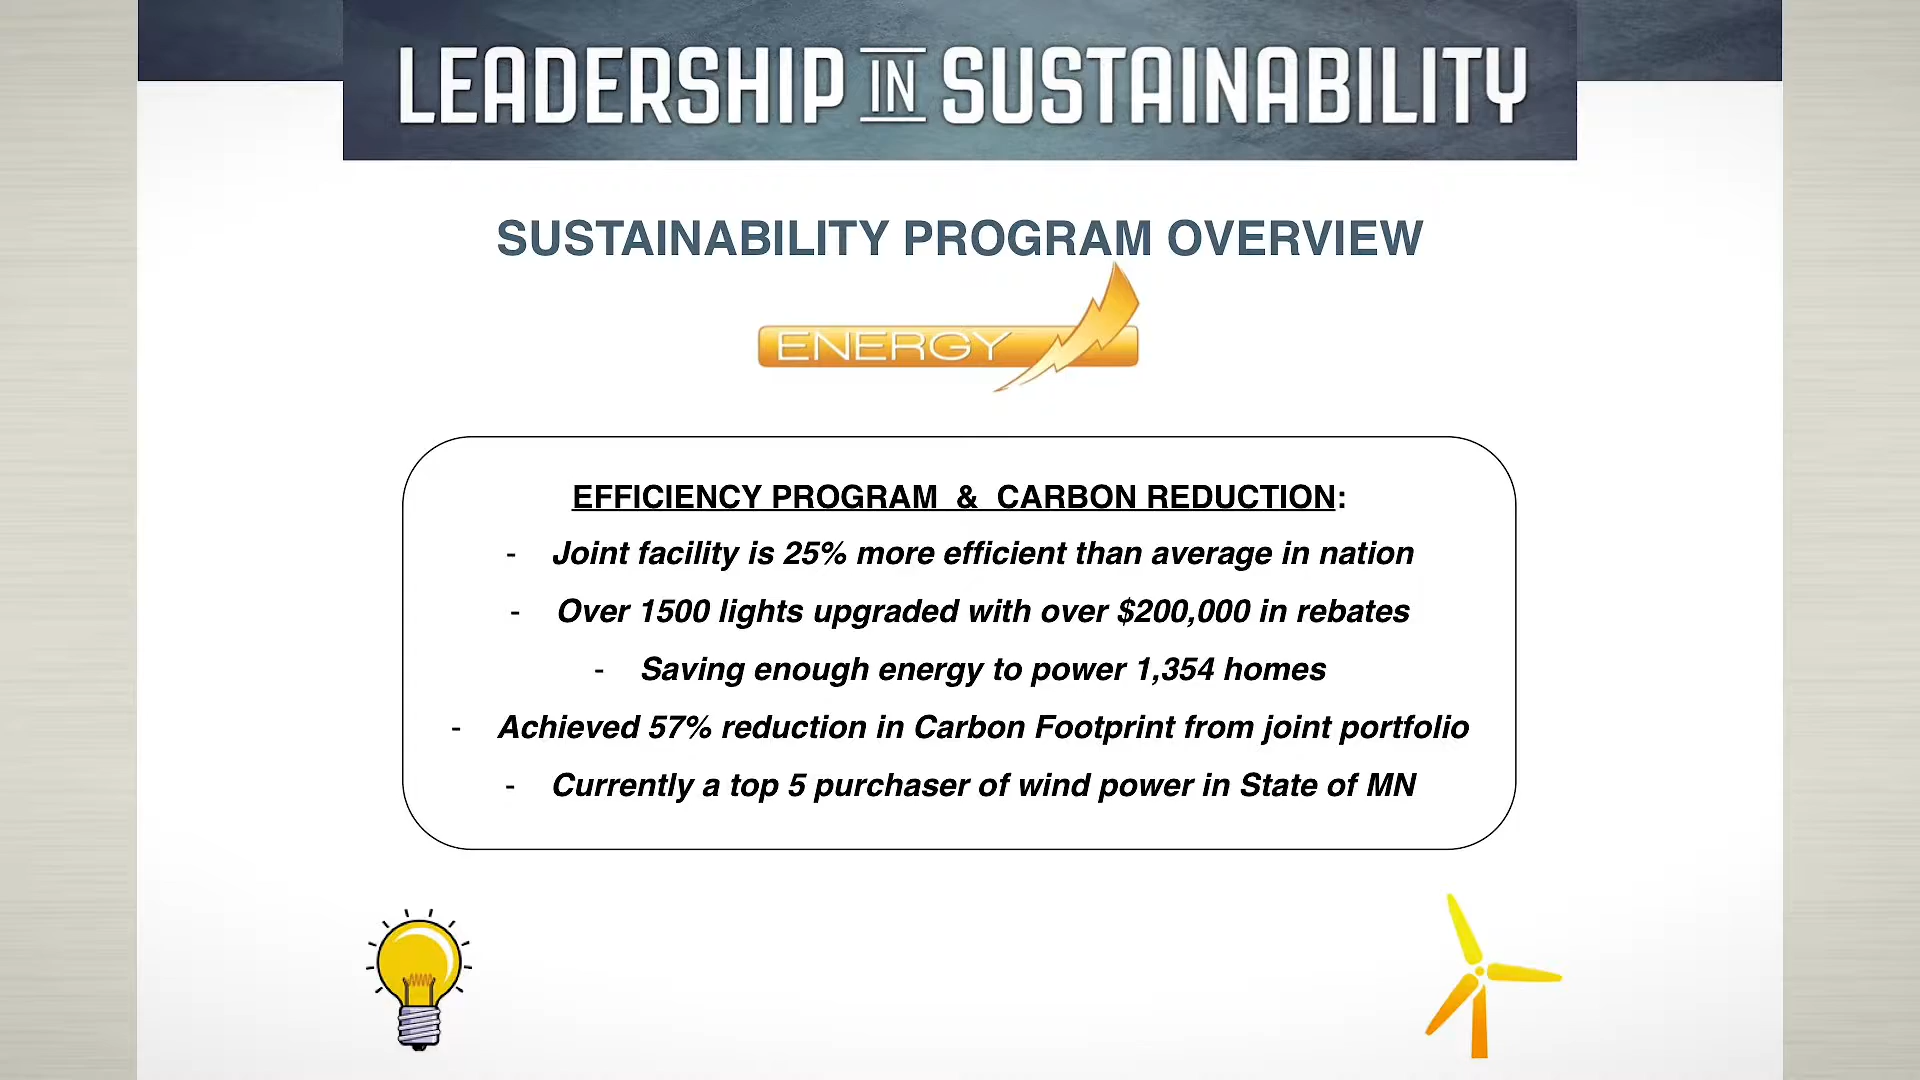 LEADERSHIP IN SUSTAINABILITY
SUSTAINABILITY PROGRAM OVERVIEW
ENERGY
EFFICIENCY PROGRAM & CARBON REDUCTION:
- Joint facility is 25% more efficient than average in nation
- Over 1500 lights upgraded with over $200,000 in rebates
- Saving enough energy to power 1,354 homes
- Achieved 57% reduction in Carbon Footprint from joint portfolio
- Currently a top 5 purchaser of wind power in State of MN